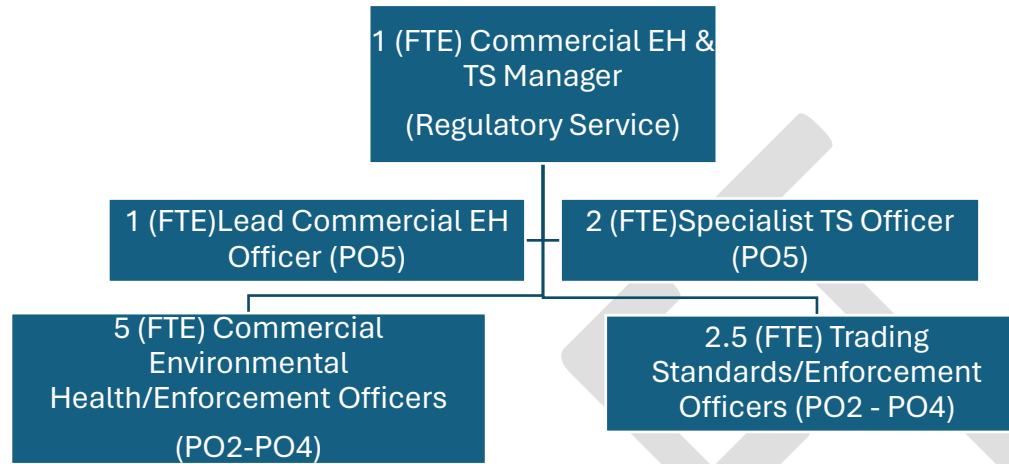 1 (FTE) Commercial EH &
TS Manager
(Regulatory Service)
1 (FTE)Lead Commercial EH
Officer (PO5)
2 (FTE)Specialist TS Officer
(PO5)
5 (FTE) Commercial
Environmental
Health/Enforcement Officers
(PO2-PO4)
2.5 (FTE) Trading
Standards/Enforcement
Officers (PO2 - PO4)